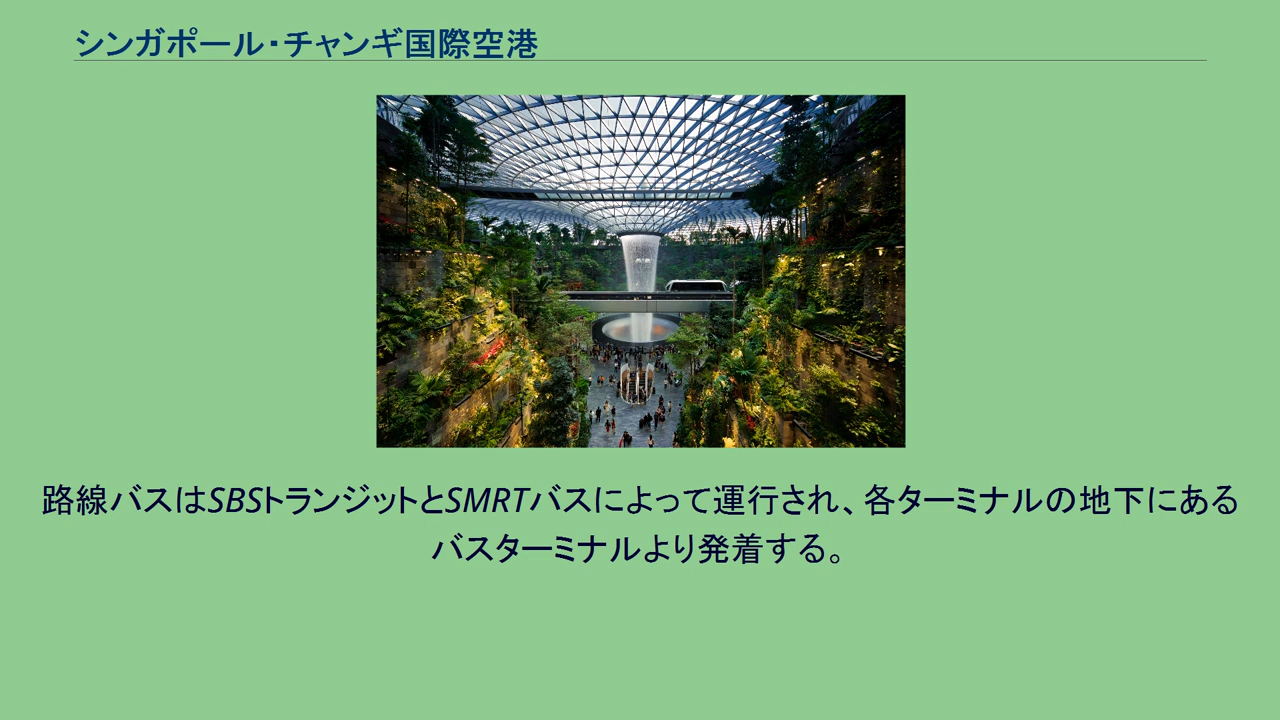 シンガポール・チャンギ国際空港
路線バスはSBSトランジットとSMRTバスによって運行され、各ターミナルの地下にある
バスターミナルより発着する。